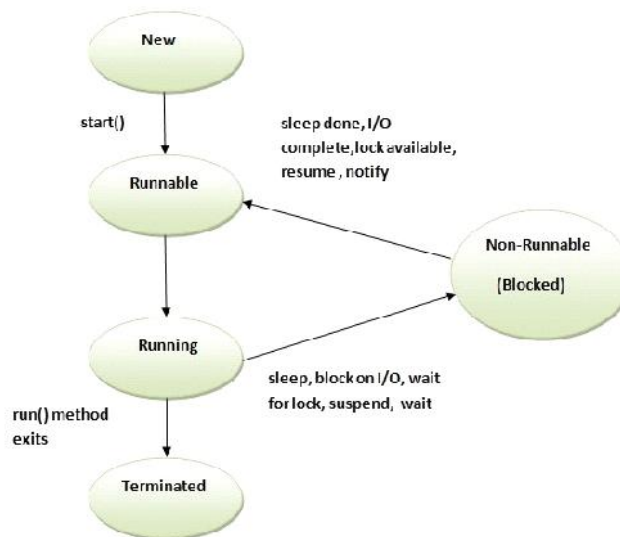 New
start()
sleep done, I/O
complete,lock available,
resume , notify
Runnable
Non-Runnable
(Blocked)
Running
sleep, block on I/O, wait
for lock, suspend, wait
run() method
exits
Terminated